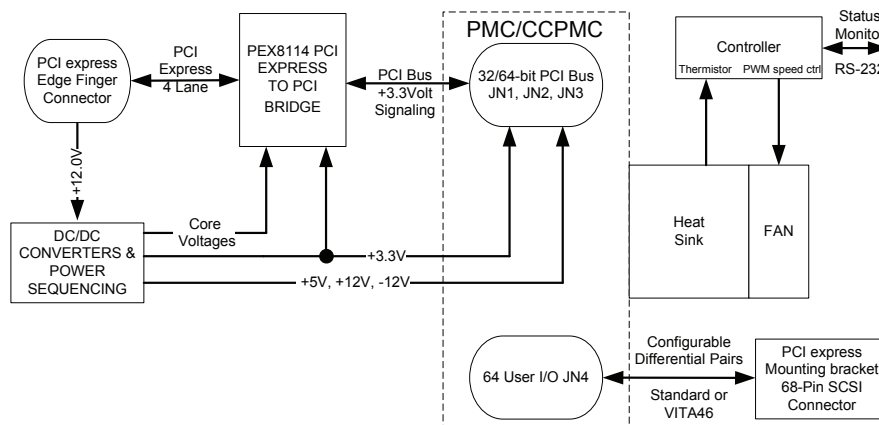 PCI express
Edge Finger
Connector
PCI
Express
4 Lane
PEX8114 PCI
EXPRESS
TO PCI
BRIDGE
PCI Bus
+3.3Volt
Signaling
PMC/CCPMC
32/64-bit PCI Bus
JN1, JN2, JN3
Controller
Thermistor
PWM speed ctrl
Status
Monitor
RS-232
+12.0V
DC/DC
CONVERTERS &
POWER
SEQUENCING
Core
Voltages
+3.3V
+5V, +12V, -12V
Heat
Sink
FAN
64 User I/O JN4
Configurable
Differential Pairs
Standard or
VITA46
PCI express
Mounting bracket
68-Pin SCSI
Connector